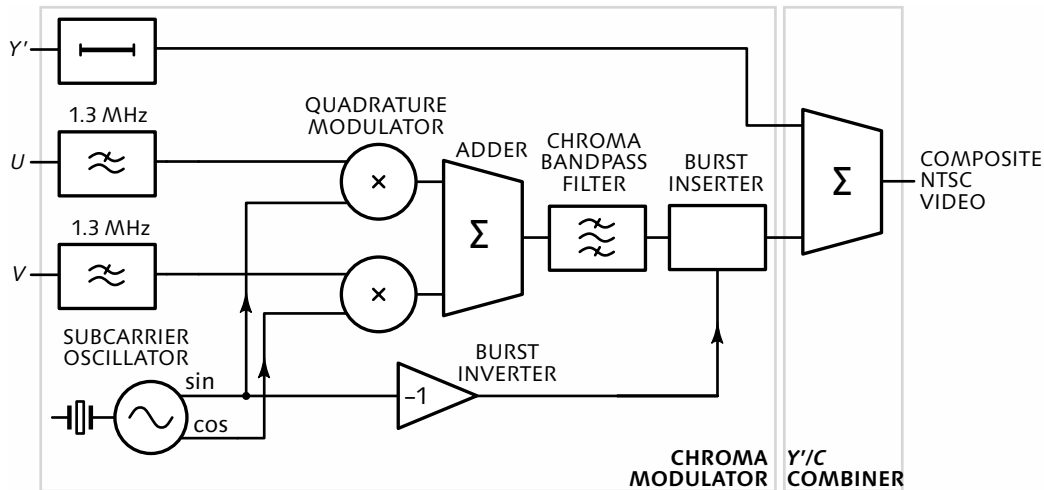 Y'
1.3 MHz
U
1.3 MHz
V
QUADRATURE
MODULATOR
×
×
ADDER
Σ
CHROMA
BANDPASS
FILTER
BURST
INSERTER
Σ
COMPOSITE
NTSC
VIDEO
SUBCARRIER
OSCILLATOR
sin
cos
BURST
INVERTER
–1
CHROMA
MODULATOR
Y'/C
COMBINER